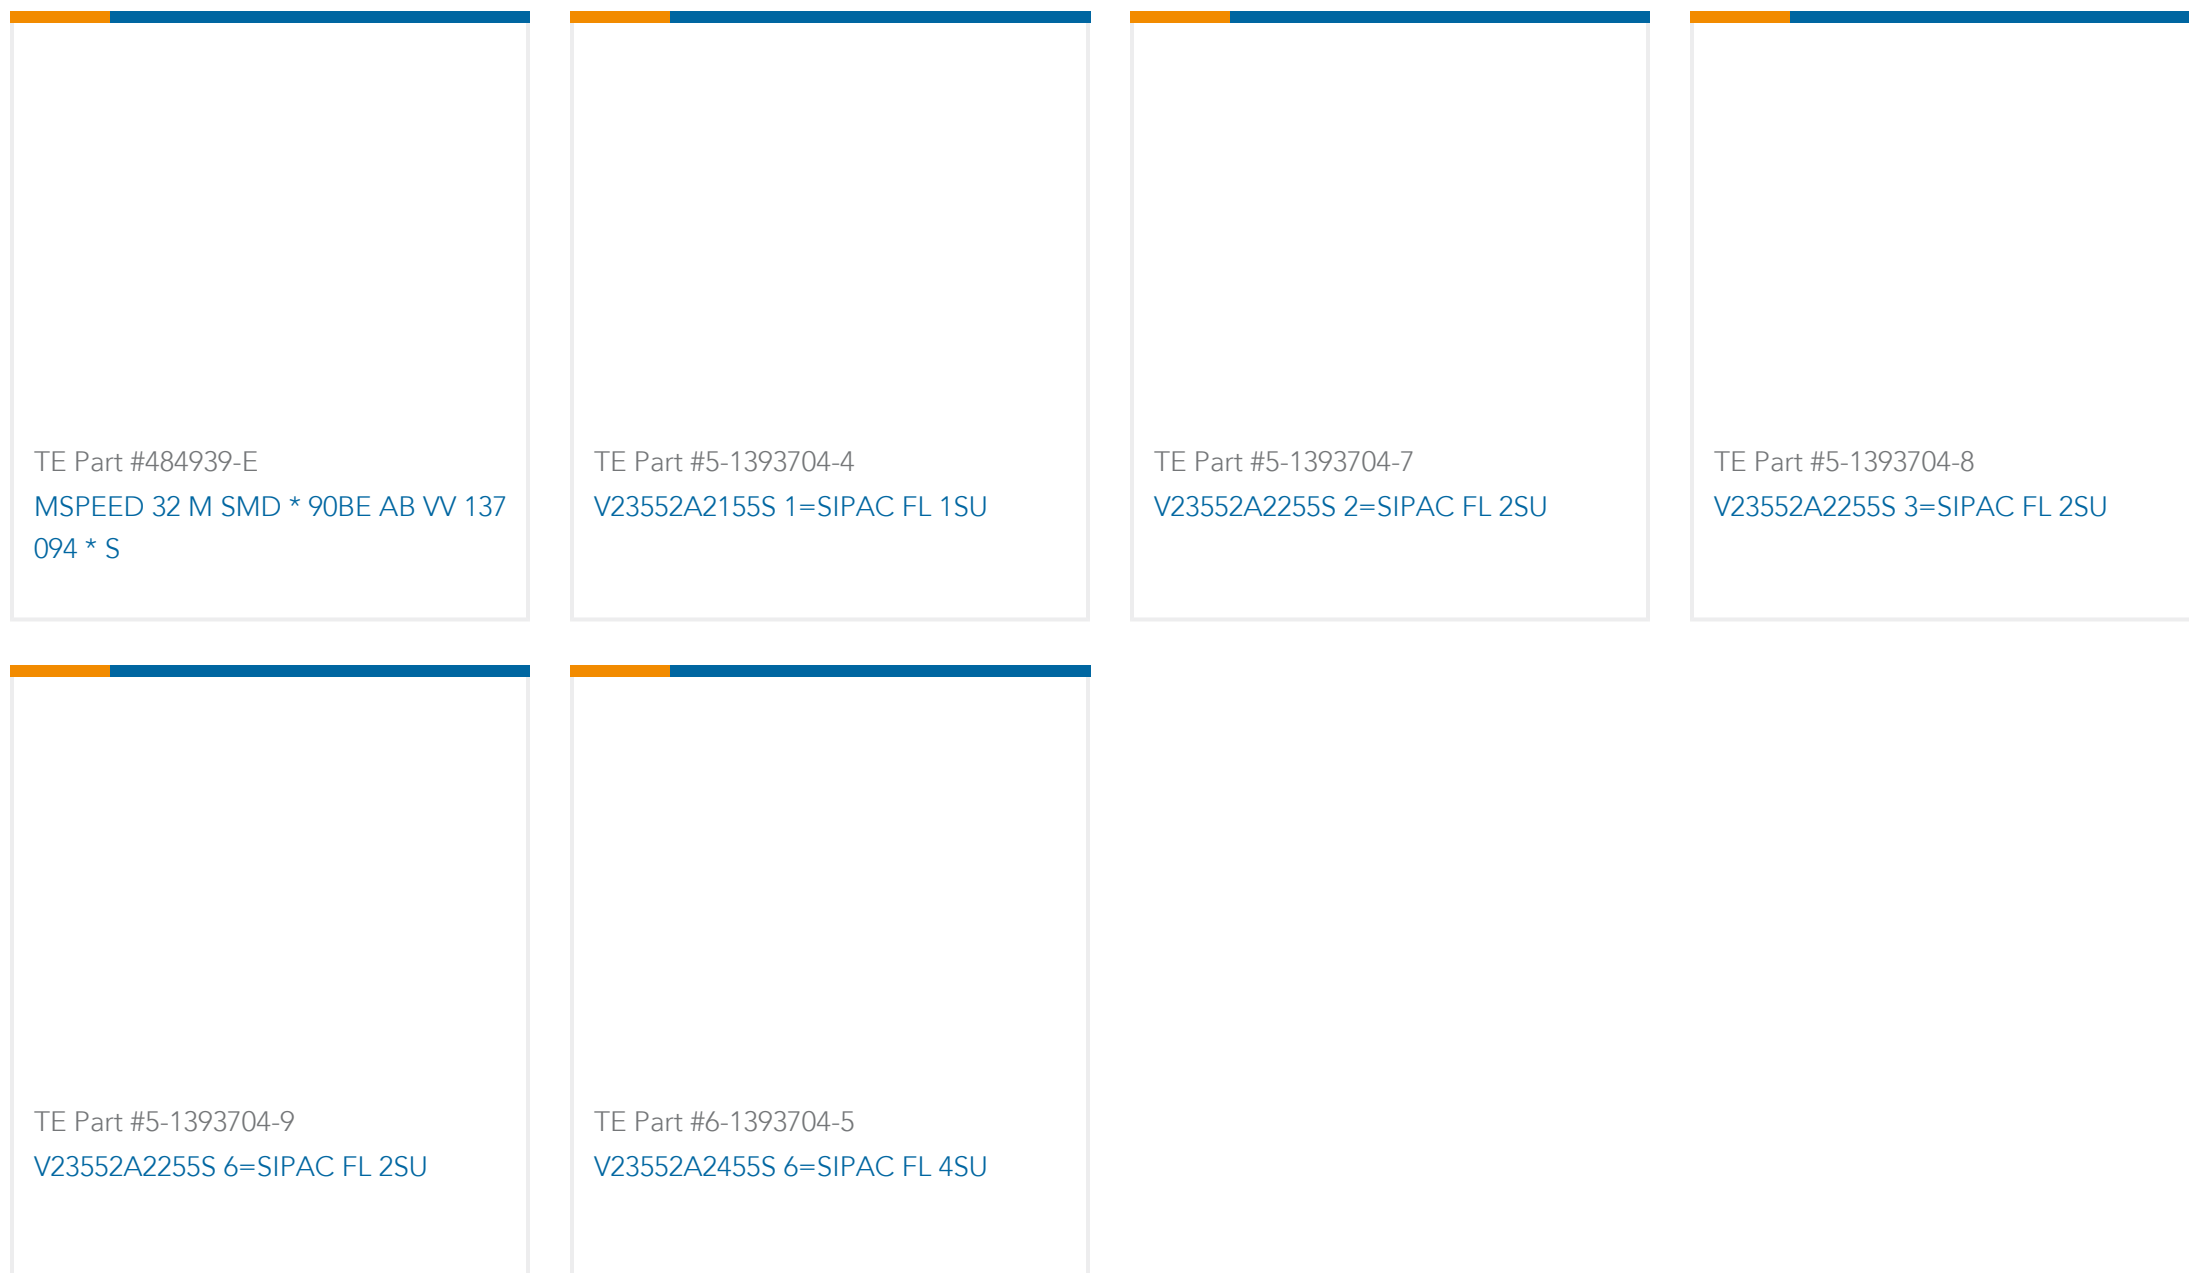 TE Part #484939-E
MSPEED 32 M SMD * 90BE AB VV 137
094 * S
TE Part #5-1393704-4
V23552A2155S 1=SIPAC FL 1SU
TE Part #5-1393704-7
V23552A2255S 2=SIPAC FL 2SU
TE Part #5-1393704-8
V23552A2255S 3=SIPAC FL 2SU
TE Part #5-1393704-9
V23552A2255S 6=SIPAC FL 2SU
TE Part #6-1393704-5
V23552A2455S 6=SIPAC FL 4SU